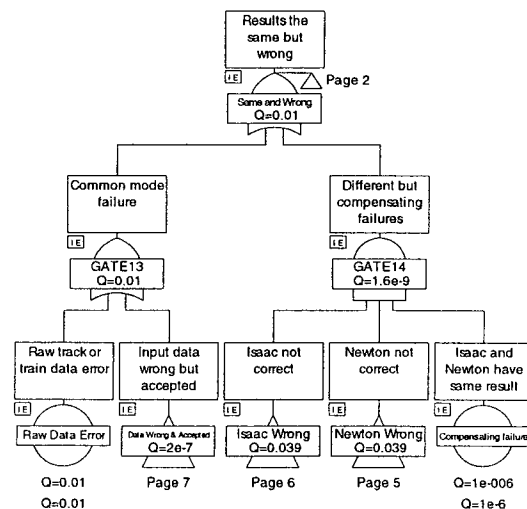 Results the
same but
wrong
IE
Page 2
Same and Wrong
Q=0.01
Common mode
failure
Different but
compensating
failures
IE
IE
GATE13
Q=0.01
GATE14
Q=1.6e-9
Raw track or
train data error
Input data
wrong but
accepted
Isaac not
correct
Newton not
correct
Isaac and
Newton have
same result
IE
IE
IE
IE
IE
Raw Data Error
Data Wrong & Accepted
Q=2e-7
Isaac Wrong
Q=0.039
Newton Wrong
Q=0.039
Compensating failure
Q=0.01
Q=0.01
Page 7
Page 6
Page 5
Q=1e-006
Q=1e-6